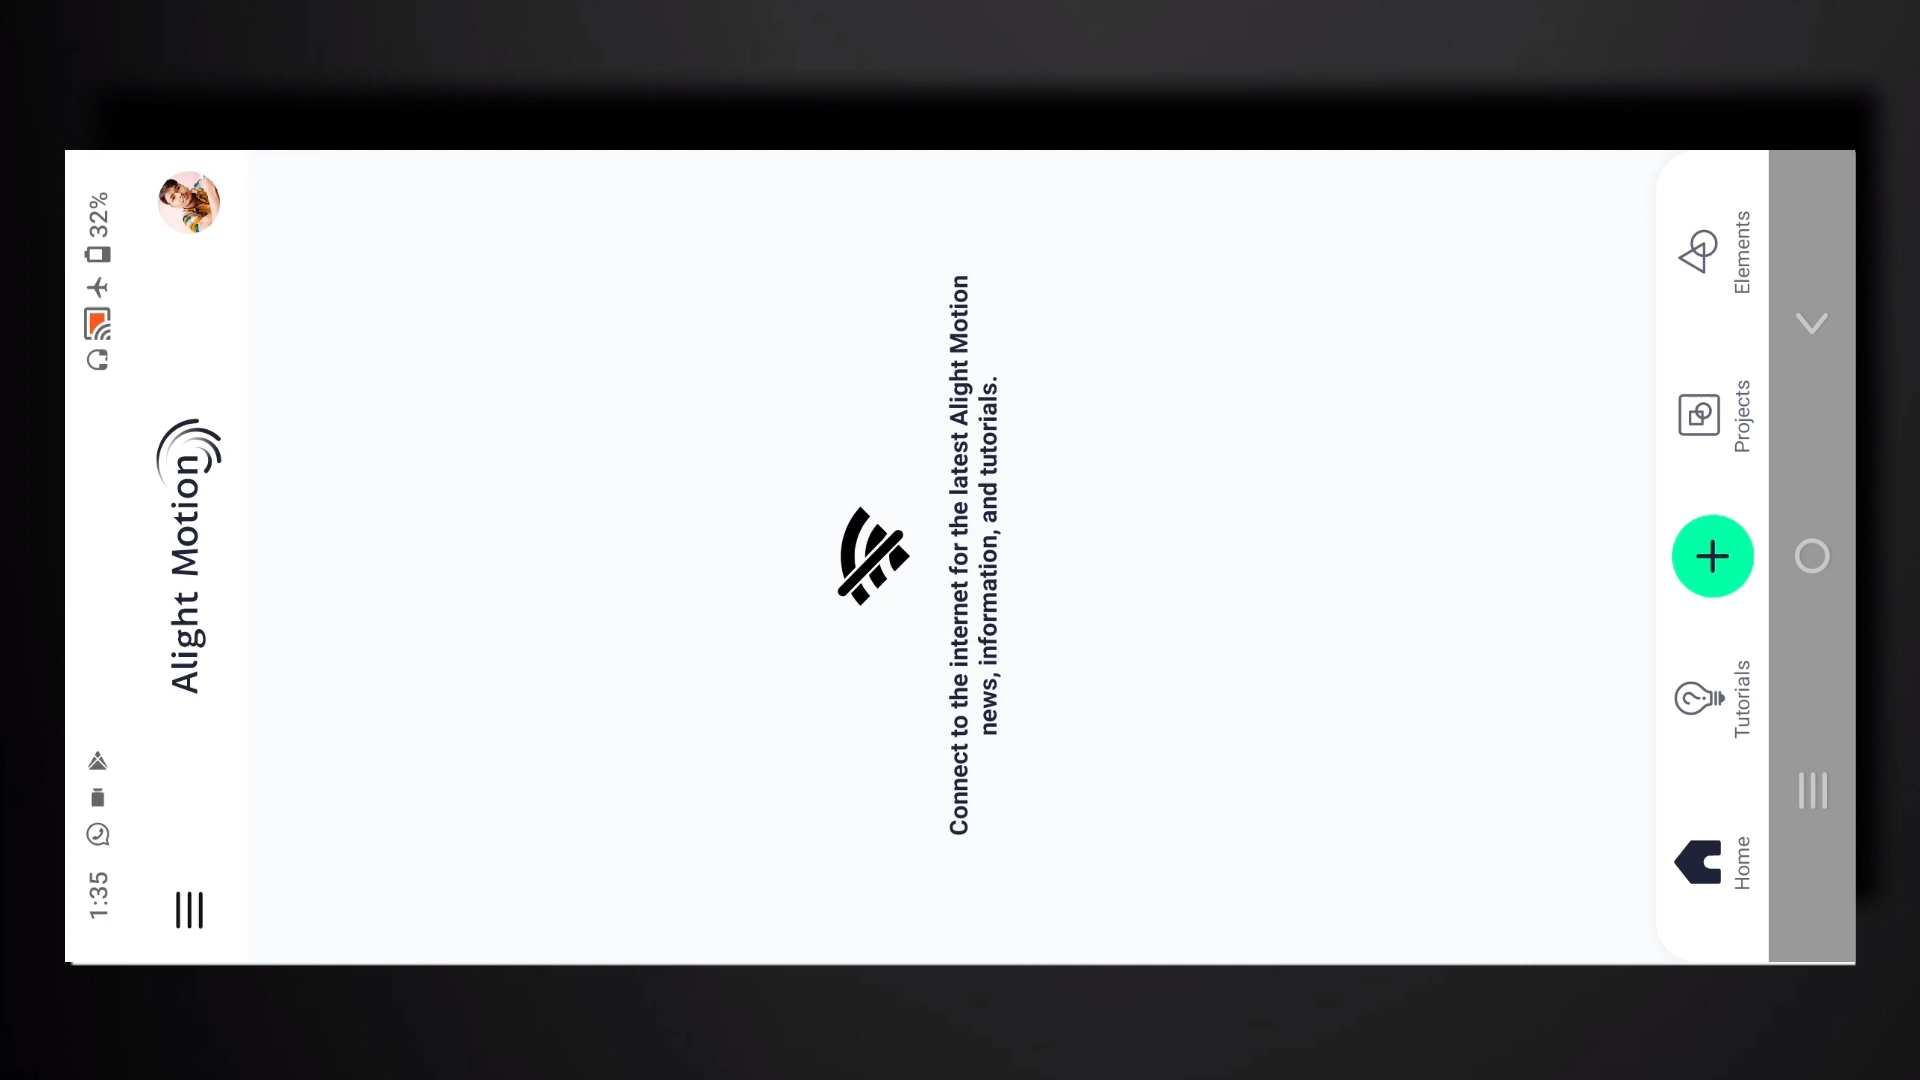 1:35
32%
Alight Motion
Connect to the internet for the latest Alight Motion
news, information, and tutorials.
Home
Tutorials
Projects
Elements